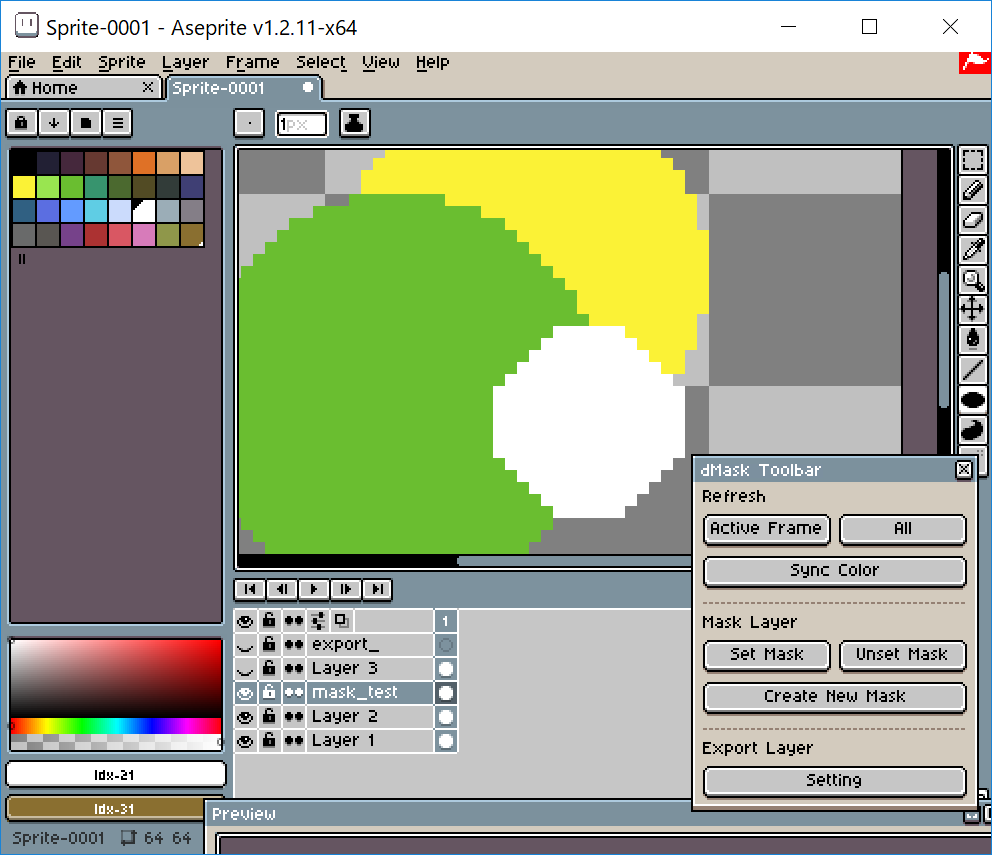 Sprite-0001 - Aseprite v1.2.11-x64
File Edit Sprite Layer Frame Select View Help
Home Sprite-0001
1px
dMask Toolbar
Refresh
Active Frame All
Sync Color
Mask Layer
Set Mask Unset Mask
Create New Mask
Export Layer
Setting
1
export_
Layer 3
mask_test
Layer 2
Layer 1
Idx-21
Idx-31
Sprite-0001 64 64
Preview